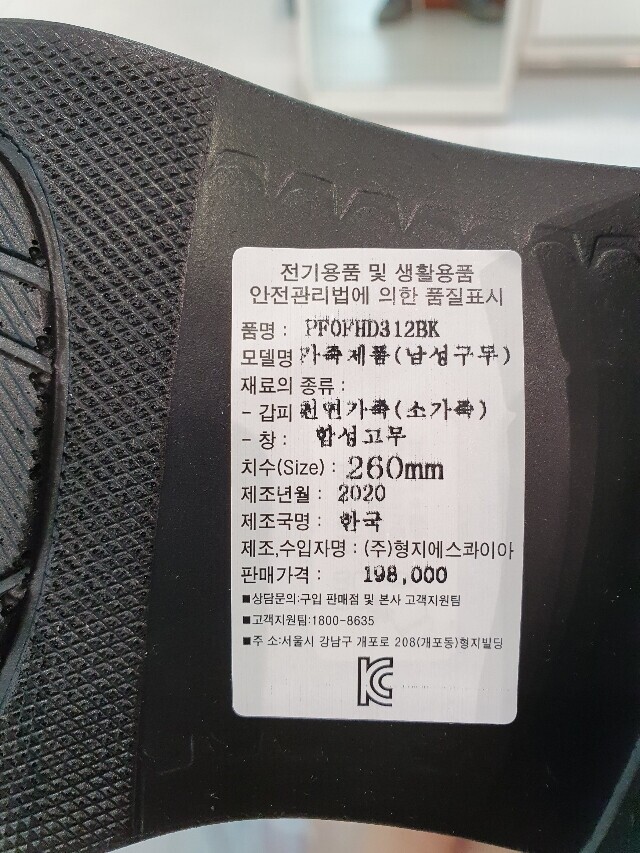 전기용품 및 생활용품
안전관리법에 의한 품질표시
품명 : PF0FHD312BK
모델명 가죽제품(남성구두)
재료의 종류 :
- 갑피 천연가죽(소가죽)
- 창 : 합성고무
치수(Size) : 260mm
제조년월 : 2020
제조국명 : 한국
제조,수입자명 : (주)형지에스콰이아
판매가격 : 198,000
■상담문의:구입 판매점 및 본사 고객지원팀
■고객지원팀:1800-8635
■주 소:서울시 강남구 개포로 208(개포동)형지빌딩
KC